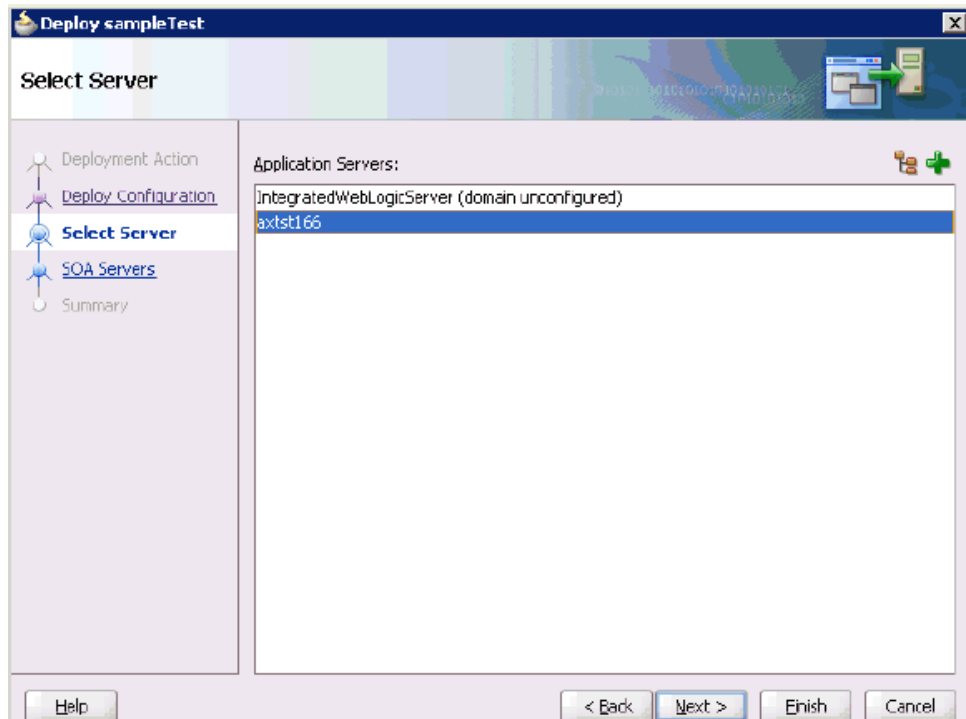 Deploy sampleTest
Select Server
Deployment Action
Deploy Configuration
Select Server
SOA Servers
Summary
Application Servers:
IntegratedWebLogicServer (domain unconfigured)
axtst166
Help
< Back
Next >
Finish
Cancel